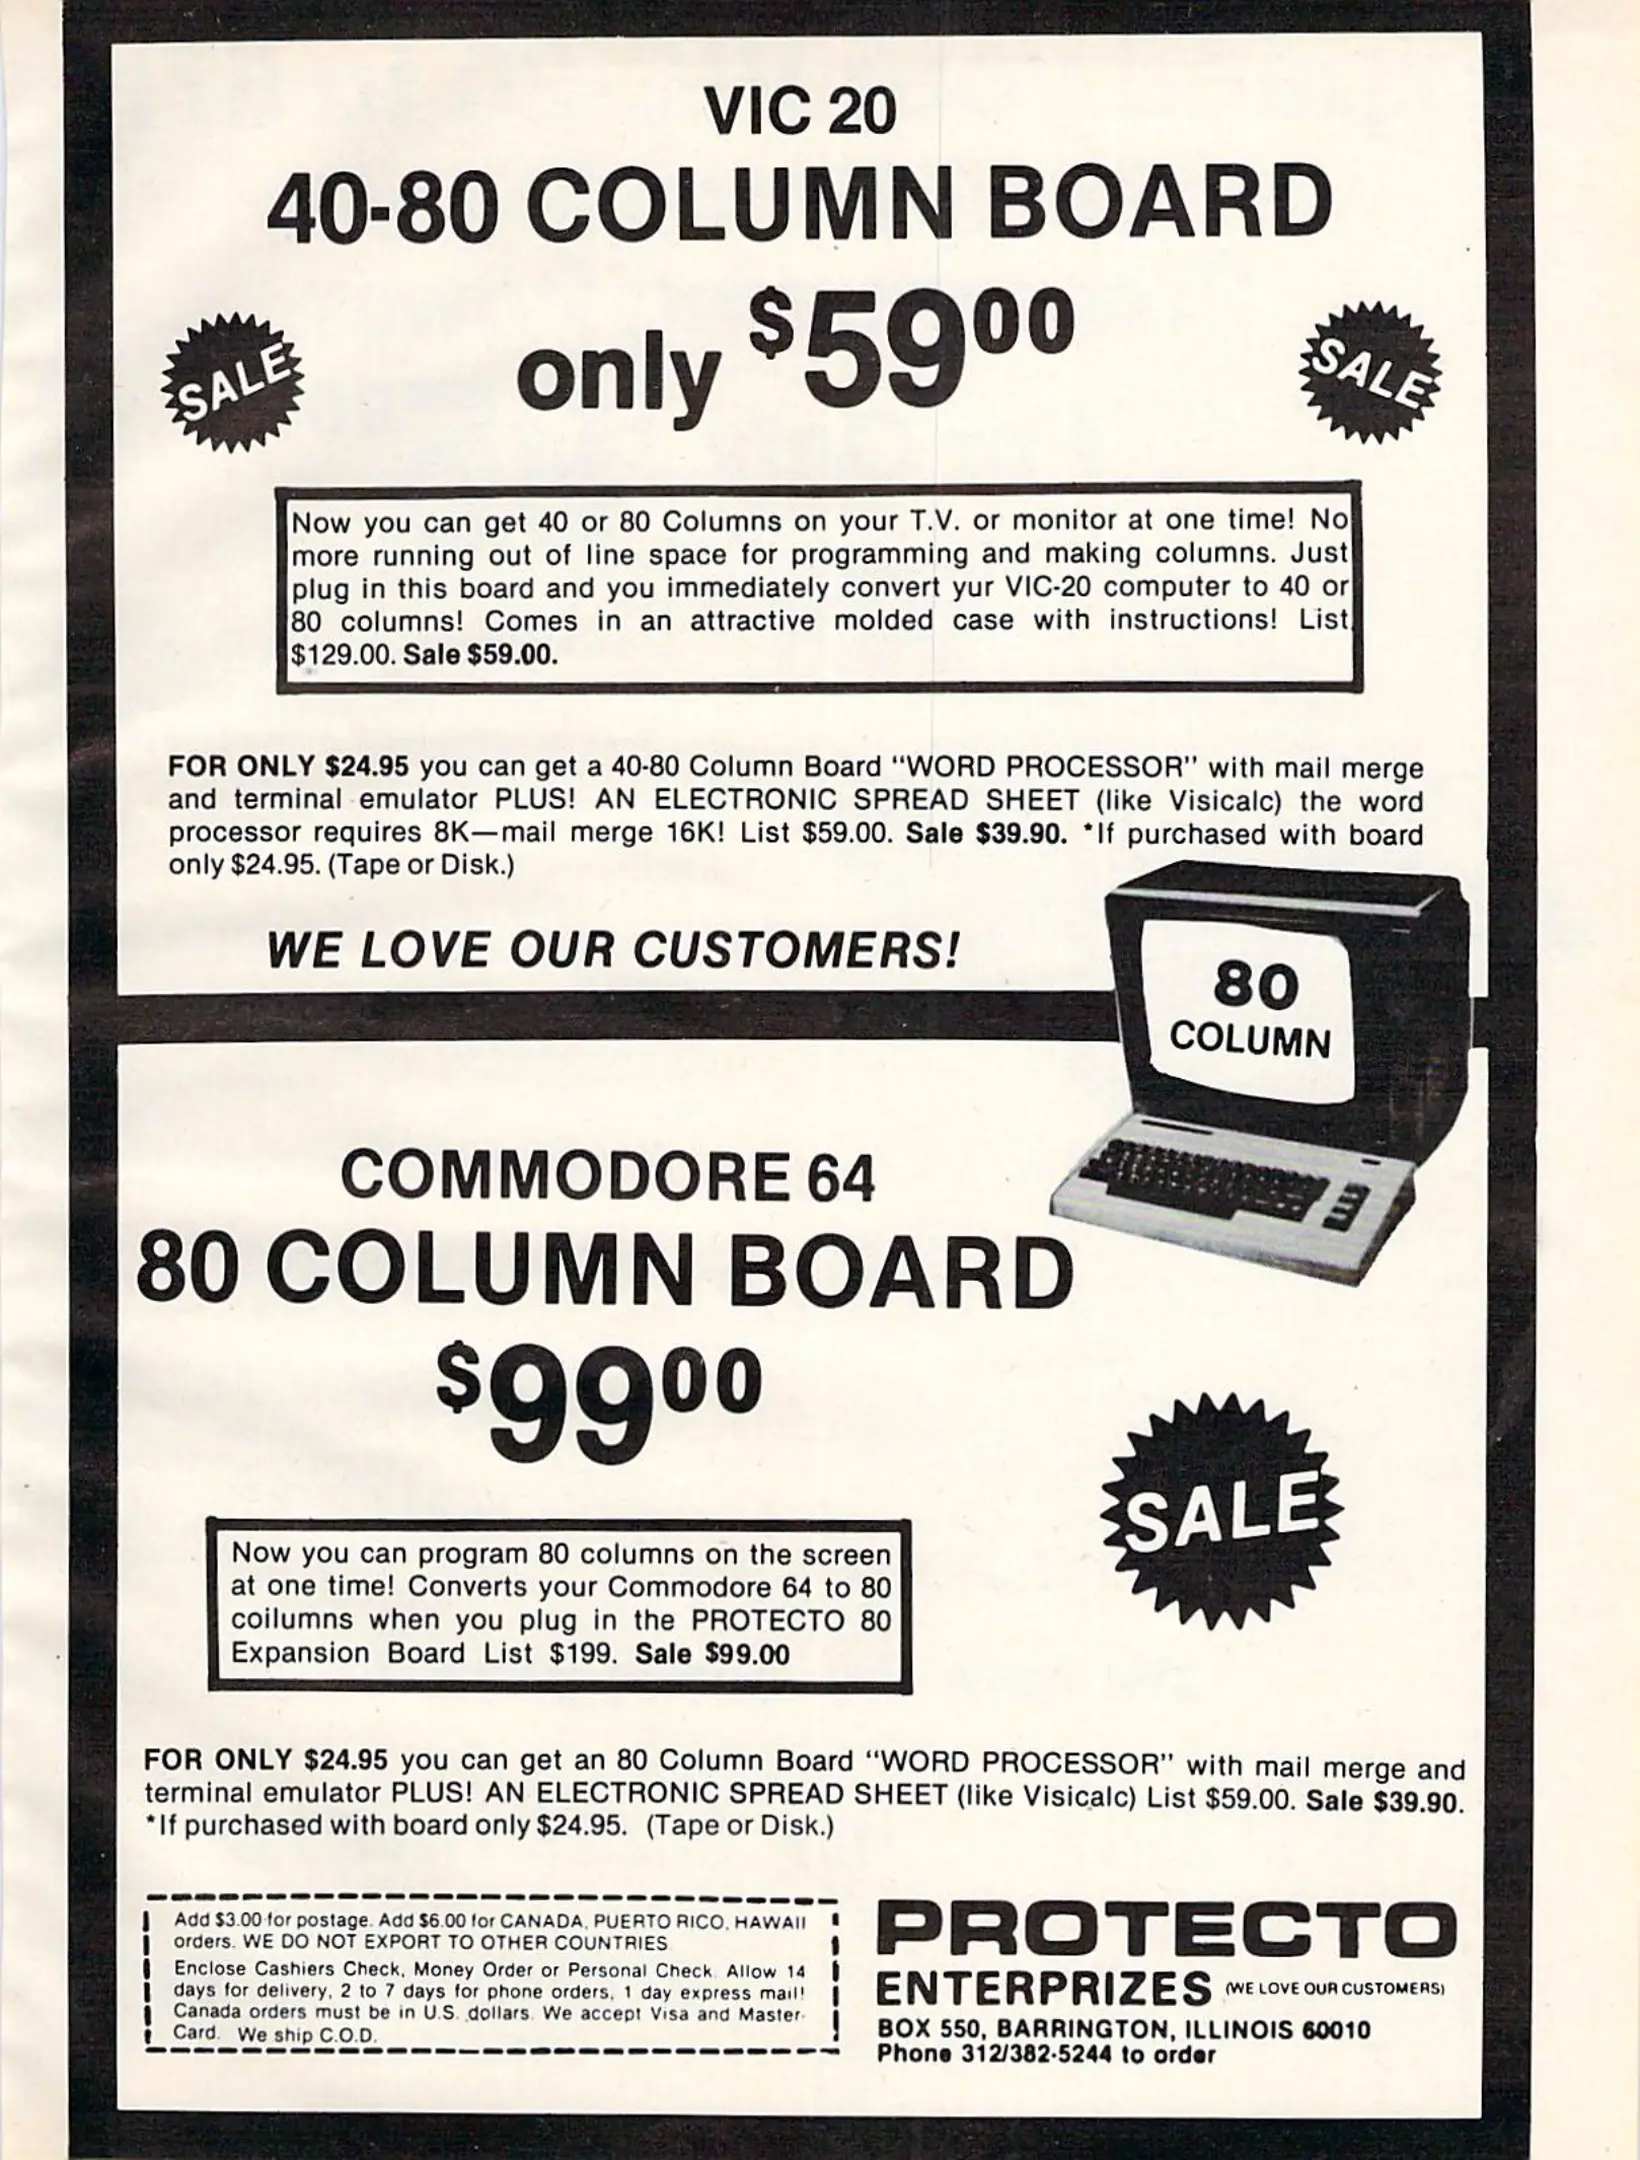 VIC 20
40-80 COLUMN BOARD
only $59 00
SALE
SALE
Now you can get 40 or 80 Columns on your T.V. or monitor at one time! No
more running out of line space for programming and making columns. Just
plug in this board and you immediately convert yur VIC-20 computer to 40 or
80 columns! Comes in an attractive molded case with instructions! List
$129.00. Sale $59.00.
FOR ONLY $24.95 you can get a 40-80 Column Board "WORD PROCESSOR" with mail merge
and terminal emulator PLUS! AN ELECTRONIC SPREAD SHEET (like Visicalc) the word
processor requires 8K—mail merge 16K! List $59.00. Sale $39.90. *If purchased with board
only $24.95. (Tape or Disk.)
WE LOVE OUR CUSTOMERS!
80
COLUMN
COMMODORE 64
80 COLUMN BOARD
$99 00
SALE
Now you can program 80 columns on the screen
at one time! Converts your Commodore 64 to 80
coilumns when you plug in the PROTECTO 80
Expansion Board List $199. Sale $99.00
FOR ONLY $24.95 you can get an 80 Column Board "WORD PROCESSOR" with mail merge and
terminal emulator PLUS! AN ELECTRONIC SPREAD SHEET (like Visicalc) List $59.00. Sale $39.90.
*If purchased with board only $24.95. (Tape or Disk.)
Add $3.00 for postage. Add $6.00 for CANADA, PUERTO RICO, HAWAII
orders. WE DO NOT EXPORT TO OTHER COUNTRIES
Enclose Cashiers Check, Money Order or Personal Check. Allow 14
days for delivery, 2 to 7 days for phone orders, 1 day express mail!
Canada orders must be in U.S. dollars. We accept Visa and Master-
Card. We ship C.O.D.
PROTECTO
ENTERPRIZES (WE LOVE OUR CUSTOMERS)
BOX 550, BARRINGTON, ILLINOIS 60010
Phone 312/382-5244 to order